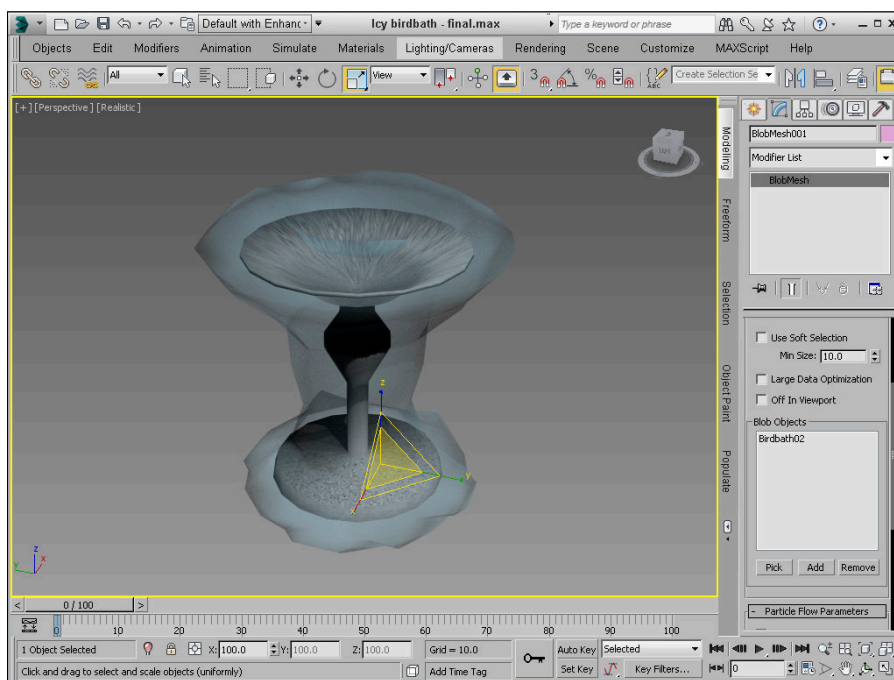 Default with Enhanc
Icy birdbath - final.max
Type a keyword or phrase
Objects Edit Modifiers Animation Simulate Materials Lighting/Cameras Rendering Scene Customize MAXScript Help
All
View
3
%
ABC
Create Selection Se
[+] [Perspective] [Realistic]
Modeling
Freeform
Selection
Object Paint
Populate
BlobMesh001
Modifier List
BlobMesh
Use Soft Selection
Min Size: 10.0
Large Data Optimization
Off In Viewport
Blob Objects
Birdbath02
Pick Add Remove
- Particle Flow Parameters
z
y
x
z
y
x
< 0 / 100 >
0 10 20 30 40 50 60 70 80 90 100
1 Object Selected X: 100.0 Y: 100.0 Z: 100.0 Grid = 10.0 Auto Key Selected
Click and drag to select and scale objects (uniformly) Add Time Tag Set Key Key Filters... 0